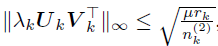 ‖λ_k U_k V_k^⊤‖_∞ ≤ √(μr_k / n_k^{(2)}),